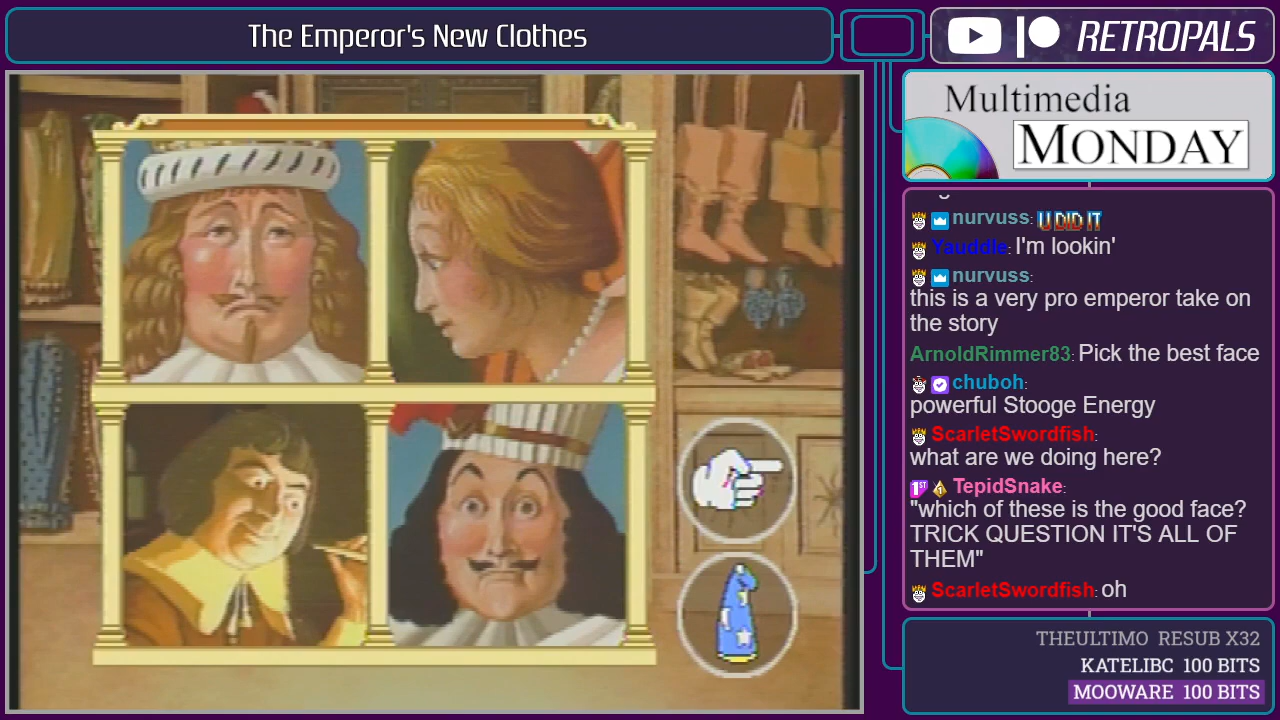 The Emperor's New Clothes
RETROPALS
Multimedia
MONDAY
nurvuss: U DID IT
Yauddle: I'm lookin'
nurvuss:
this is a very pro emperor take on
the story
ArnoldRimmer83: Pick the best face
chuboh:
powerful Stooge Energy
ScarletSwordfish:
what are we doing here?
1ST TepidSnake:
"which of these is the good face?
TRICK QUESTION IT'S ALL OF
THEM"
ScarletSwordfish: oh
THEULTIMO RESUB X32
KATELIBC 100 BITS
MOOWARE 100 BITS